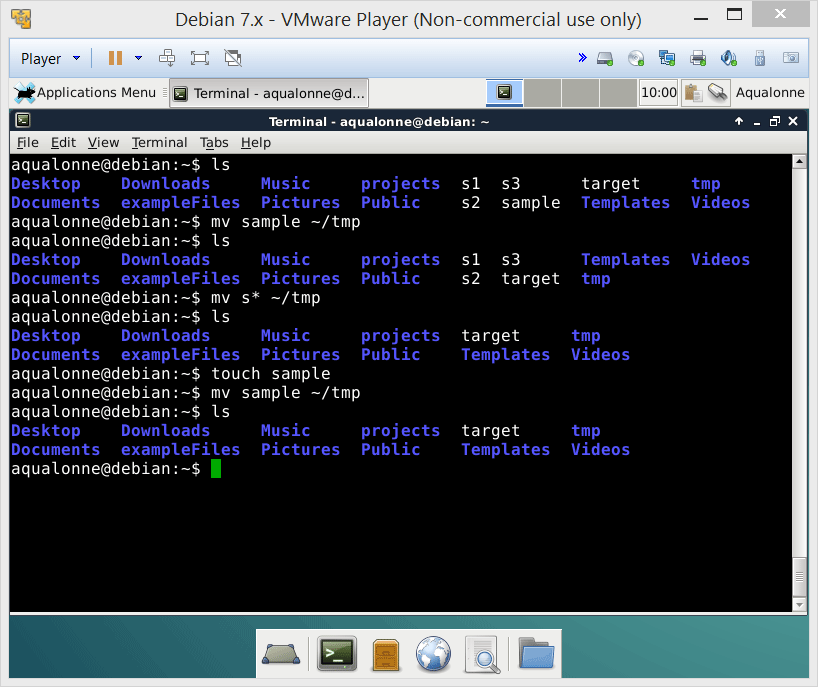 Debian 7.x - VMware Player (Non-commercial use only)
Player
Applications Menu Terminal - aqualonne@d... 10:00 Aqualonne
Terminal - aqualonne@debian: ~
File Edit View Terminal Tabs Help
aqualonne@debian:~$ ls
Desktop Downloads Music projects s1 s3 target tmp
Documents exampleFiles Pictures Public s2 sample Templates Videos
aqualonne@debian:~$ mv sample ~/tmp
aqualonne@debian:~$ ls
Desktop Downloads Music projects s1 s3 Templates Videos
Documents exampleFiles Pictures Public s2 target tmp
aqualonne@debian:~$ mv s* ~/tmp
aqualonne@debian:~$ ls
Desktop Downloads Music projects target tmp
Documents exampleFiles Pictures Public Templates Videos
aqualonne@debian:~$ touch sample
aqualonne@debian:~$ mv sample ~/tmp
aqualonne@debian:~$ ls
Desktop Downloads Music projects target tmp
Documents exampleFiles Pictures Public Templates Videos
aqualonne@debian:~$